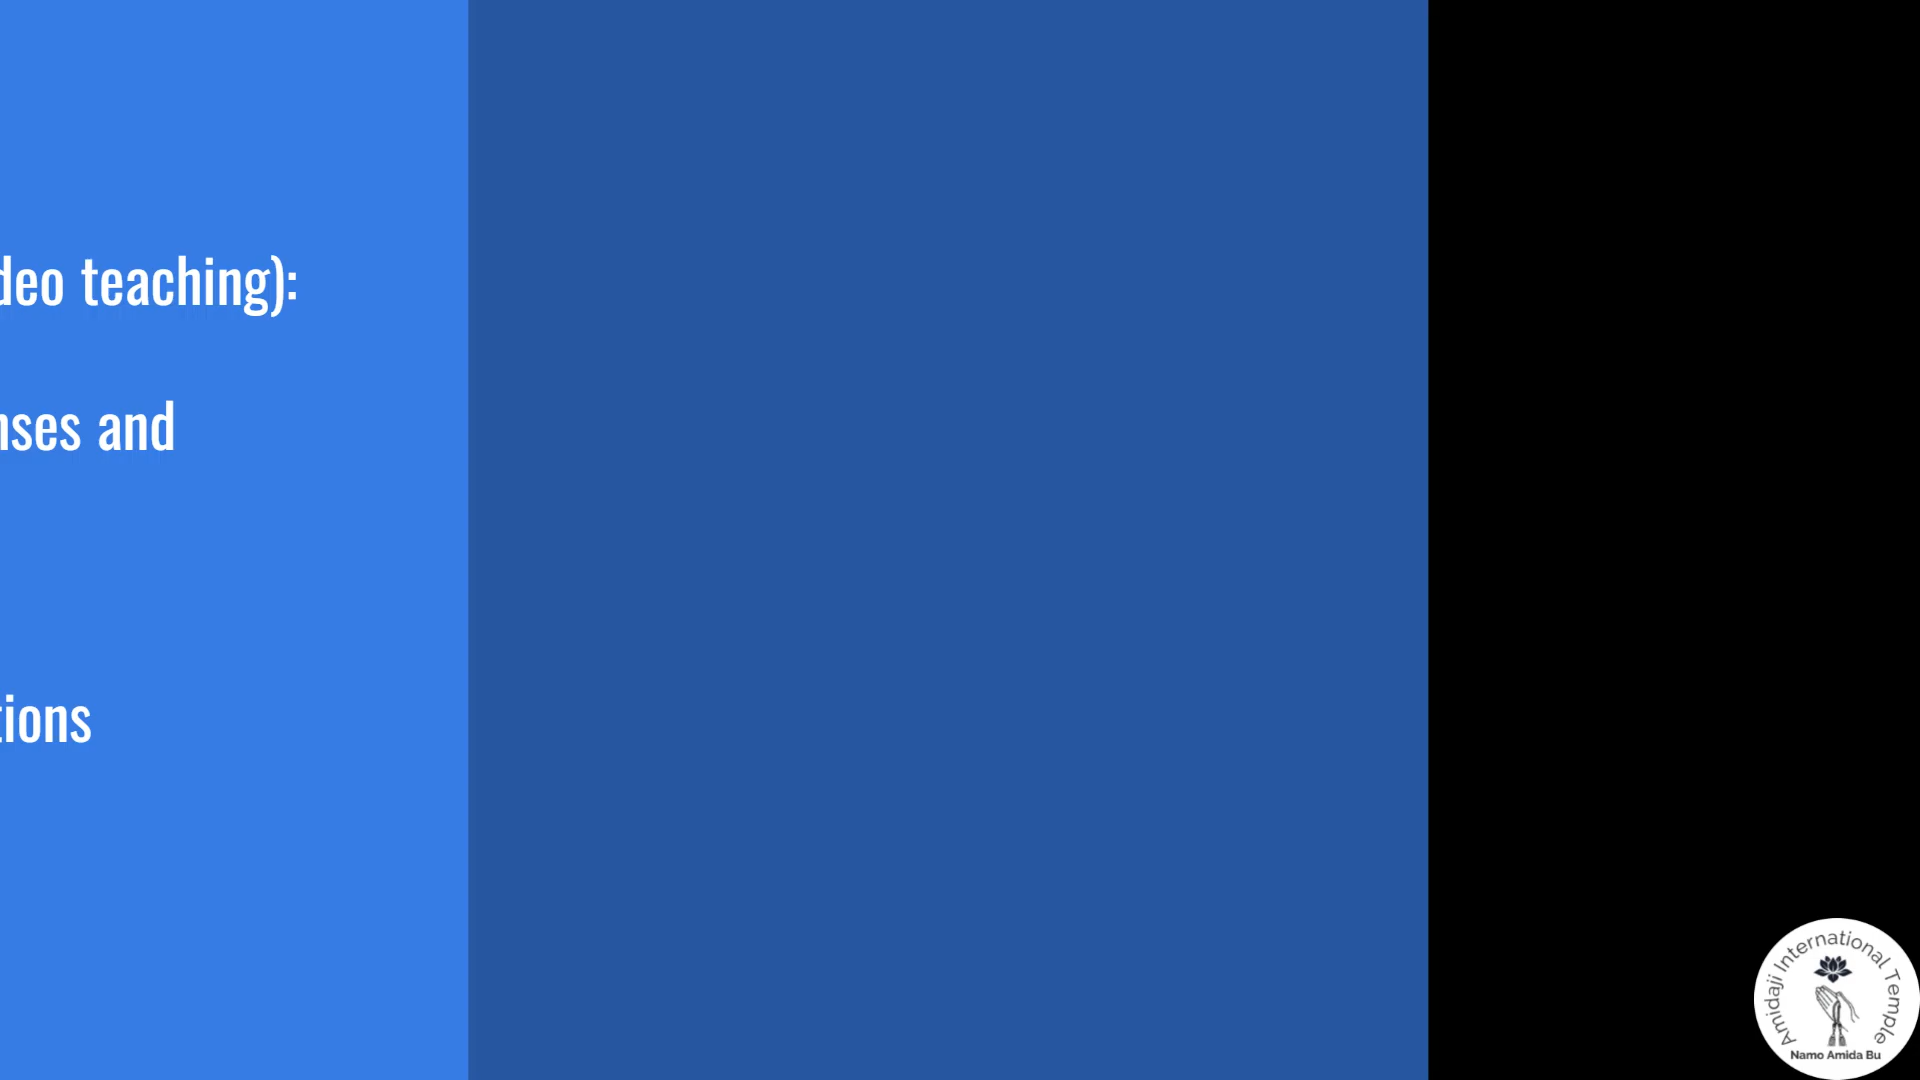 deo teaching):
nses and
tions
Amidaji International Temple
Namo Amida Bu